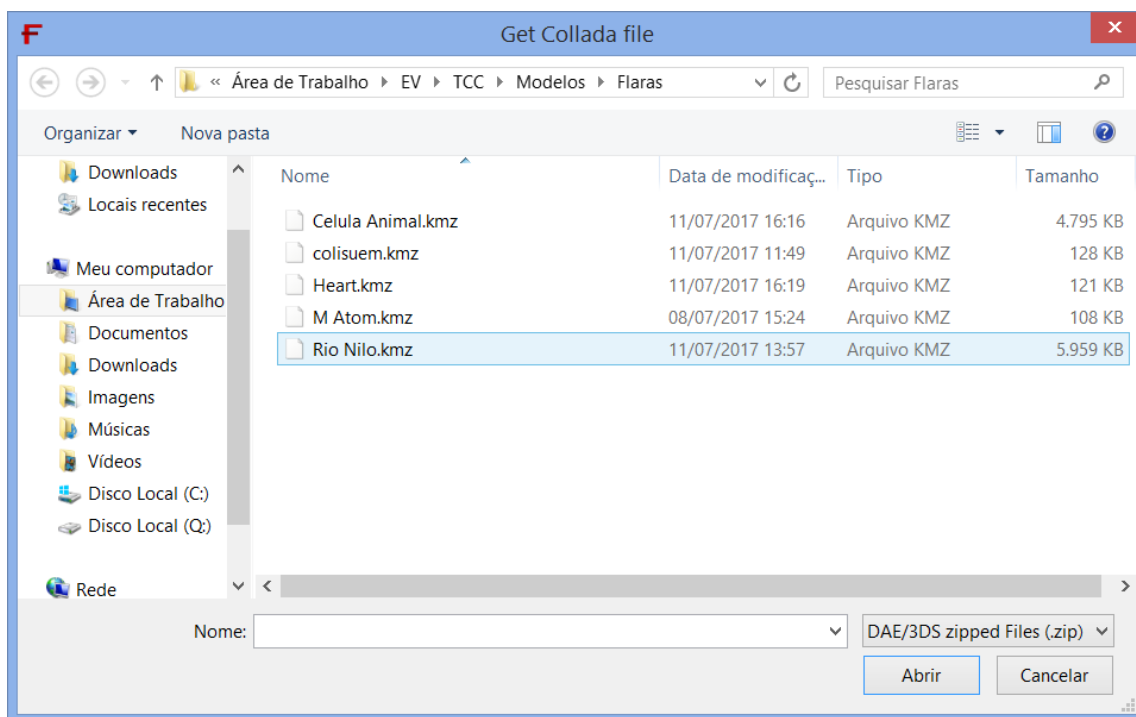 Get Collada file
« Área de Trabalho EV TCC Modelos Flaras Pesquisar Flaras
Organizar Nova pasta
Downloads
Locais recentes
Meu computador
Área de Trabalho
Documentos
Downloads
Imagens
Músicas
Vídeos
Disco Local (C:)
Disco Local (Q:)
Rede
Nome Data de modificaç... Tipo Tamanho
Celula Animal.kmz 11/07/2017 16:16 Arquivo KMZ 4.795 KB
colisuem.kmz 11/07/2017 11:49 Arquivo KMZ 128 KB
Heart.kmz 11/07/2017 16:19 Arquivo KMZ 121 KB
M Atom.kmz 08/07/2017 15:24 Arquivo KMZ 108 KB
Rio Nilo.kmz 11/07/2017 13:57 Arquivo KMZ 5.959 KB
Nome: DAE/3DS zipped Files (.zip)
Abrir Cancelar